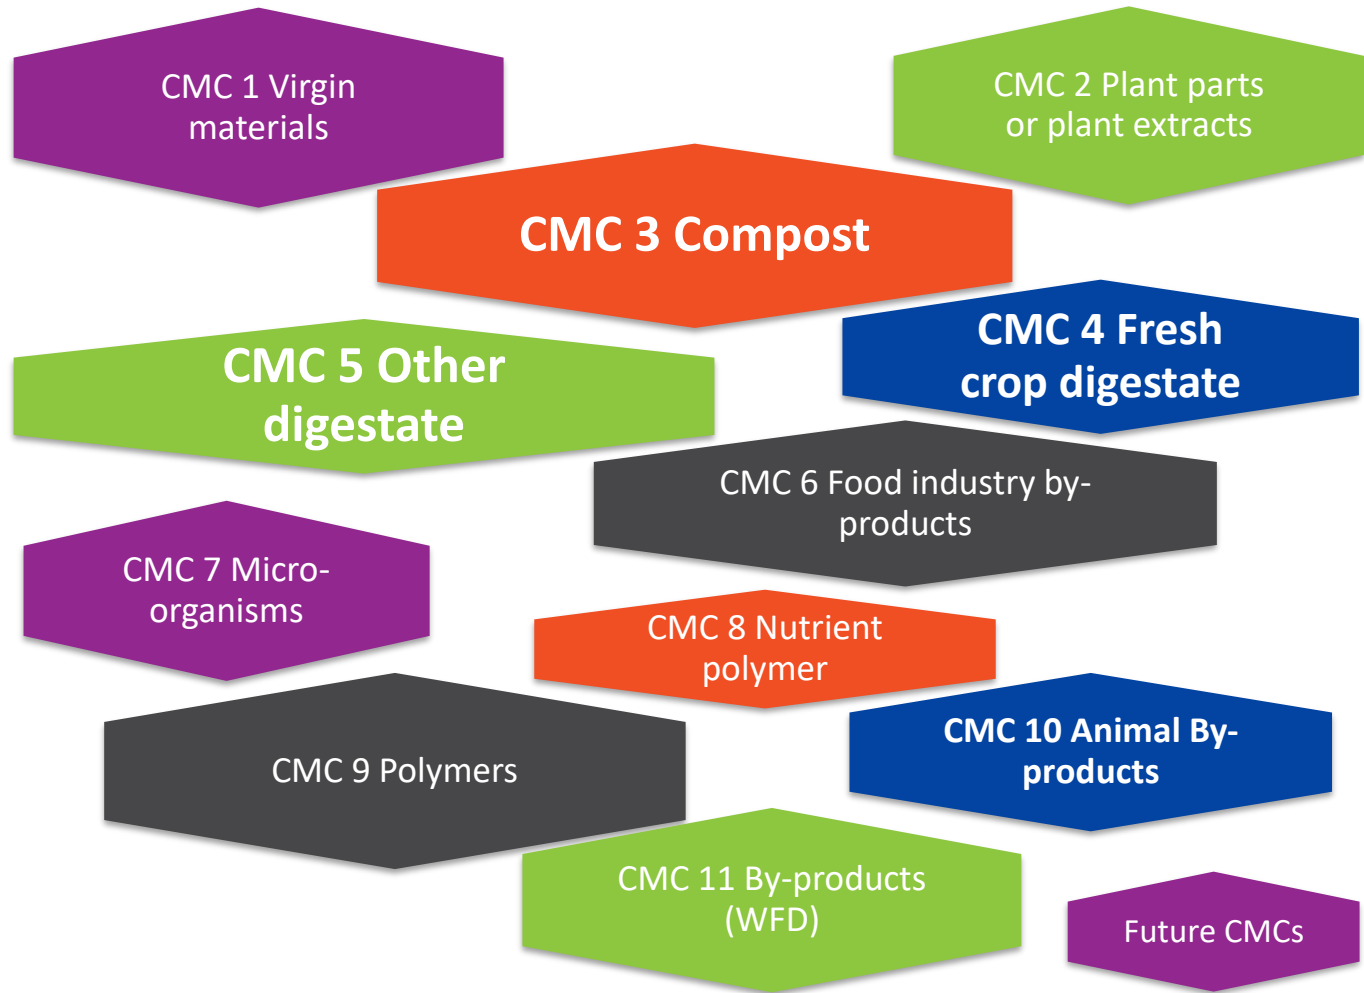 CMC 1 Virgin
materials
CMC 2 Plant parts
or plant extracts
CMC 3 Compost
CMC 4 Fresh
crop digestate
CMC 5 Other
digestate
CMC 6 Food industry by-
products
CMC 7 Micro-
organisms
CMC 8 Nutrient
polymer
CMC 9 Polymers
CMC 10 Animal By-
products
CMC 11 By-products
(WFD)
Future CMCs